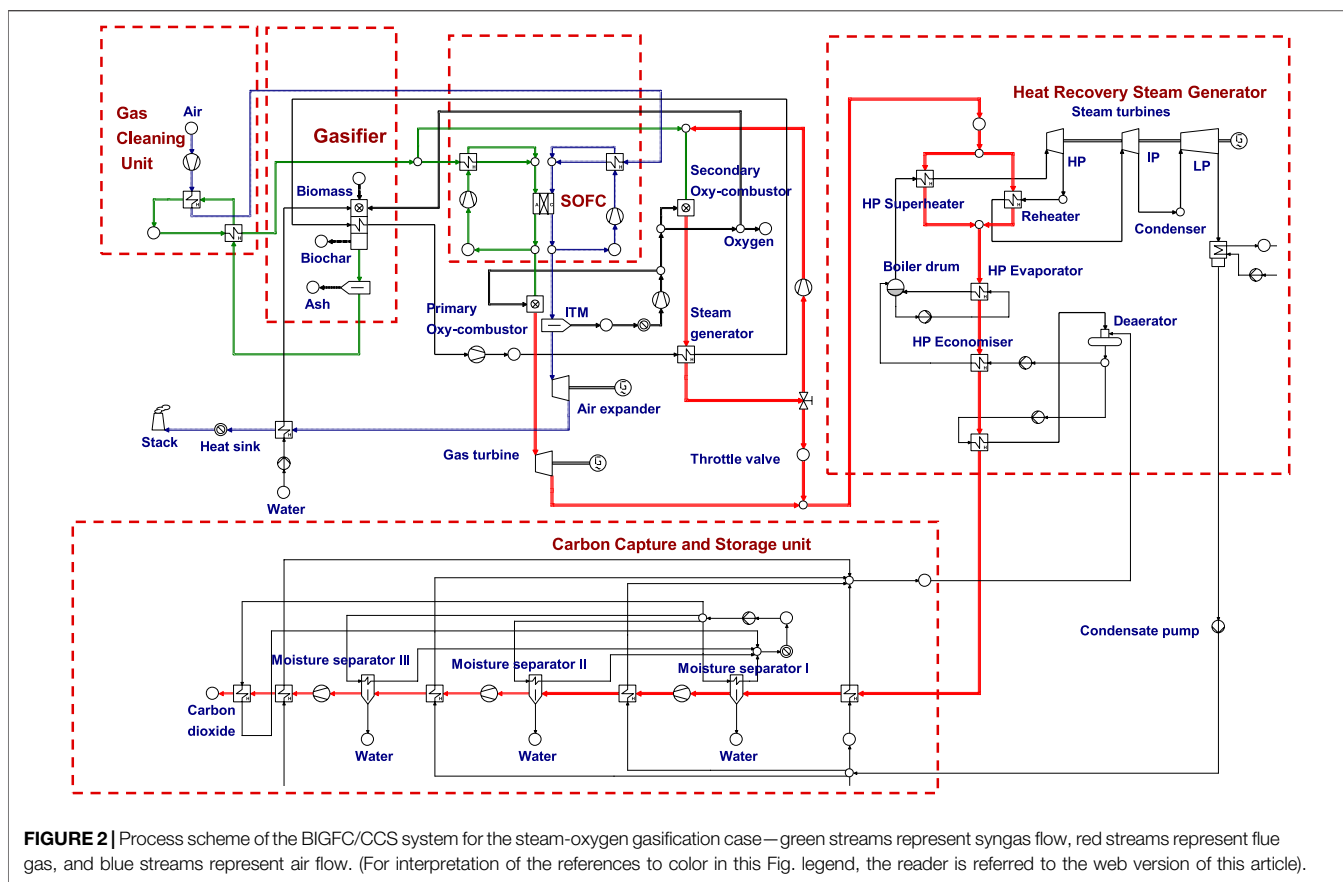 Gas
Cleaning
Unit
Air
Gasifier
Biomass
Biochar
Ash
SOFC
A
C
Secondary
Oxy-combustor
Oxygen
Primary
Oxy-combustor
ITM
Steam
generator
Air expander
Gas turbine
Throttle valve
Stack
Heat sink
Water
Heat Recovery Steam Generator
Steam turbines
HP
IP
LP
HP Superheater
Reheater
Condenser
Boiler drum
HP Evaporator
HP Economiser
Deaerator
Condensate pump
Carbon Capture and Storage unit
Moisture separator III
Moisture separator II
Moisture separator I
Carbon
dioxide
Water
Water
Water
FIGURE 2 | Process scheme of the BIGFC/CCS system for the steam-oxygen gasification case—green streams represent syngas flow, red streams represent flue
gas, and blue streams represent air flow. (For interpretation of the references to color in this Fig. legend, the reader is referred to the web version of this article).